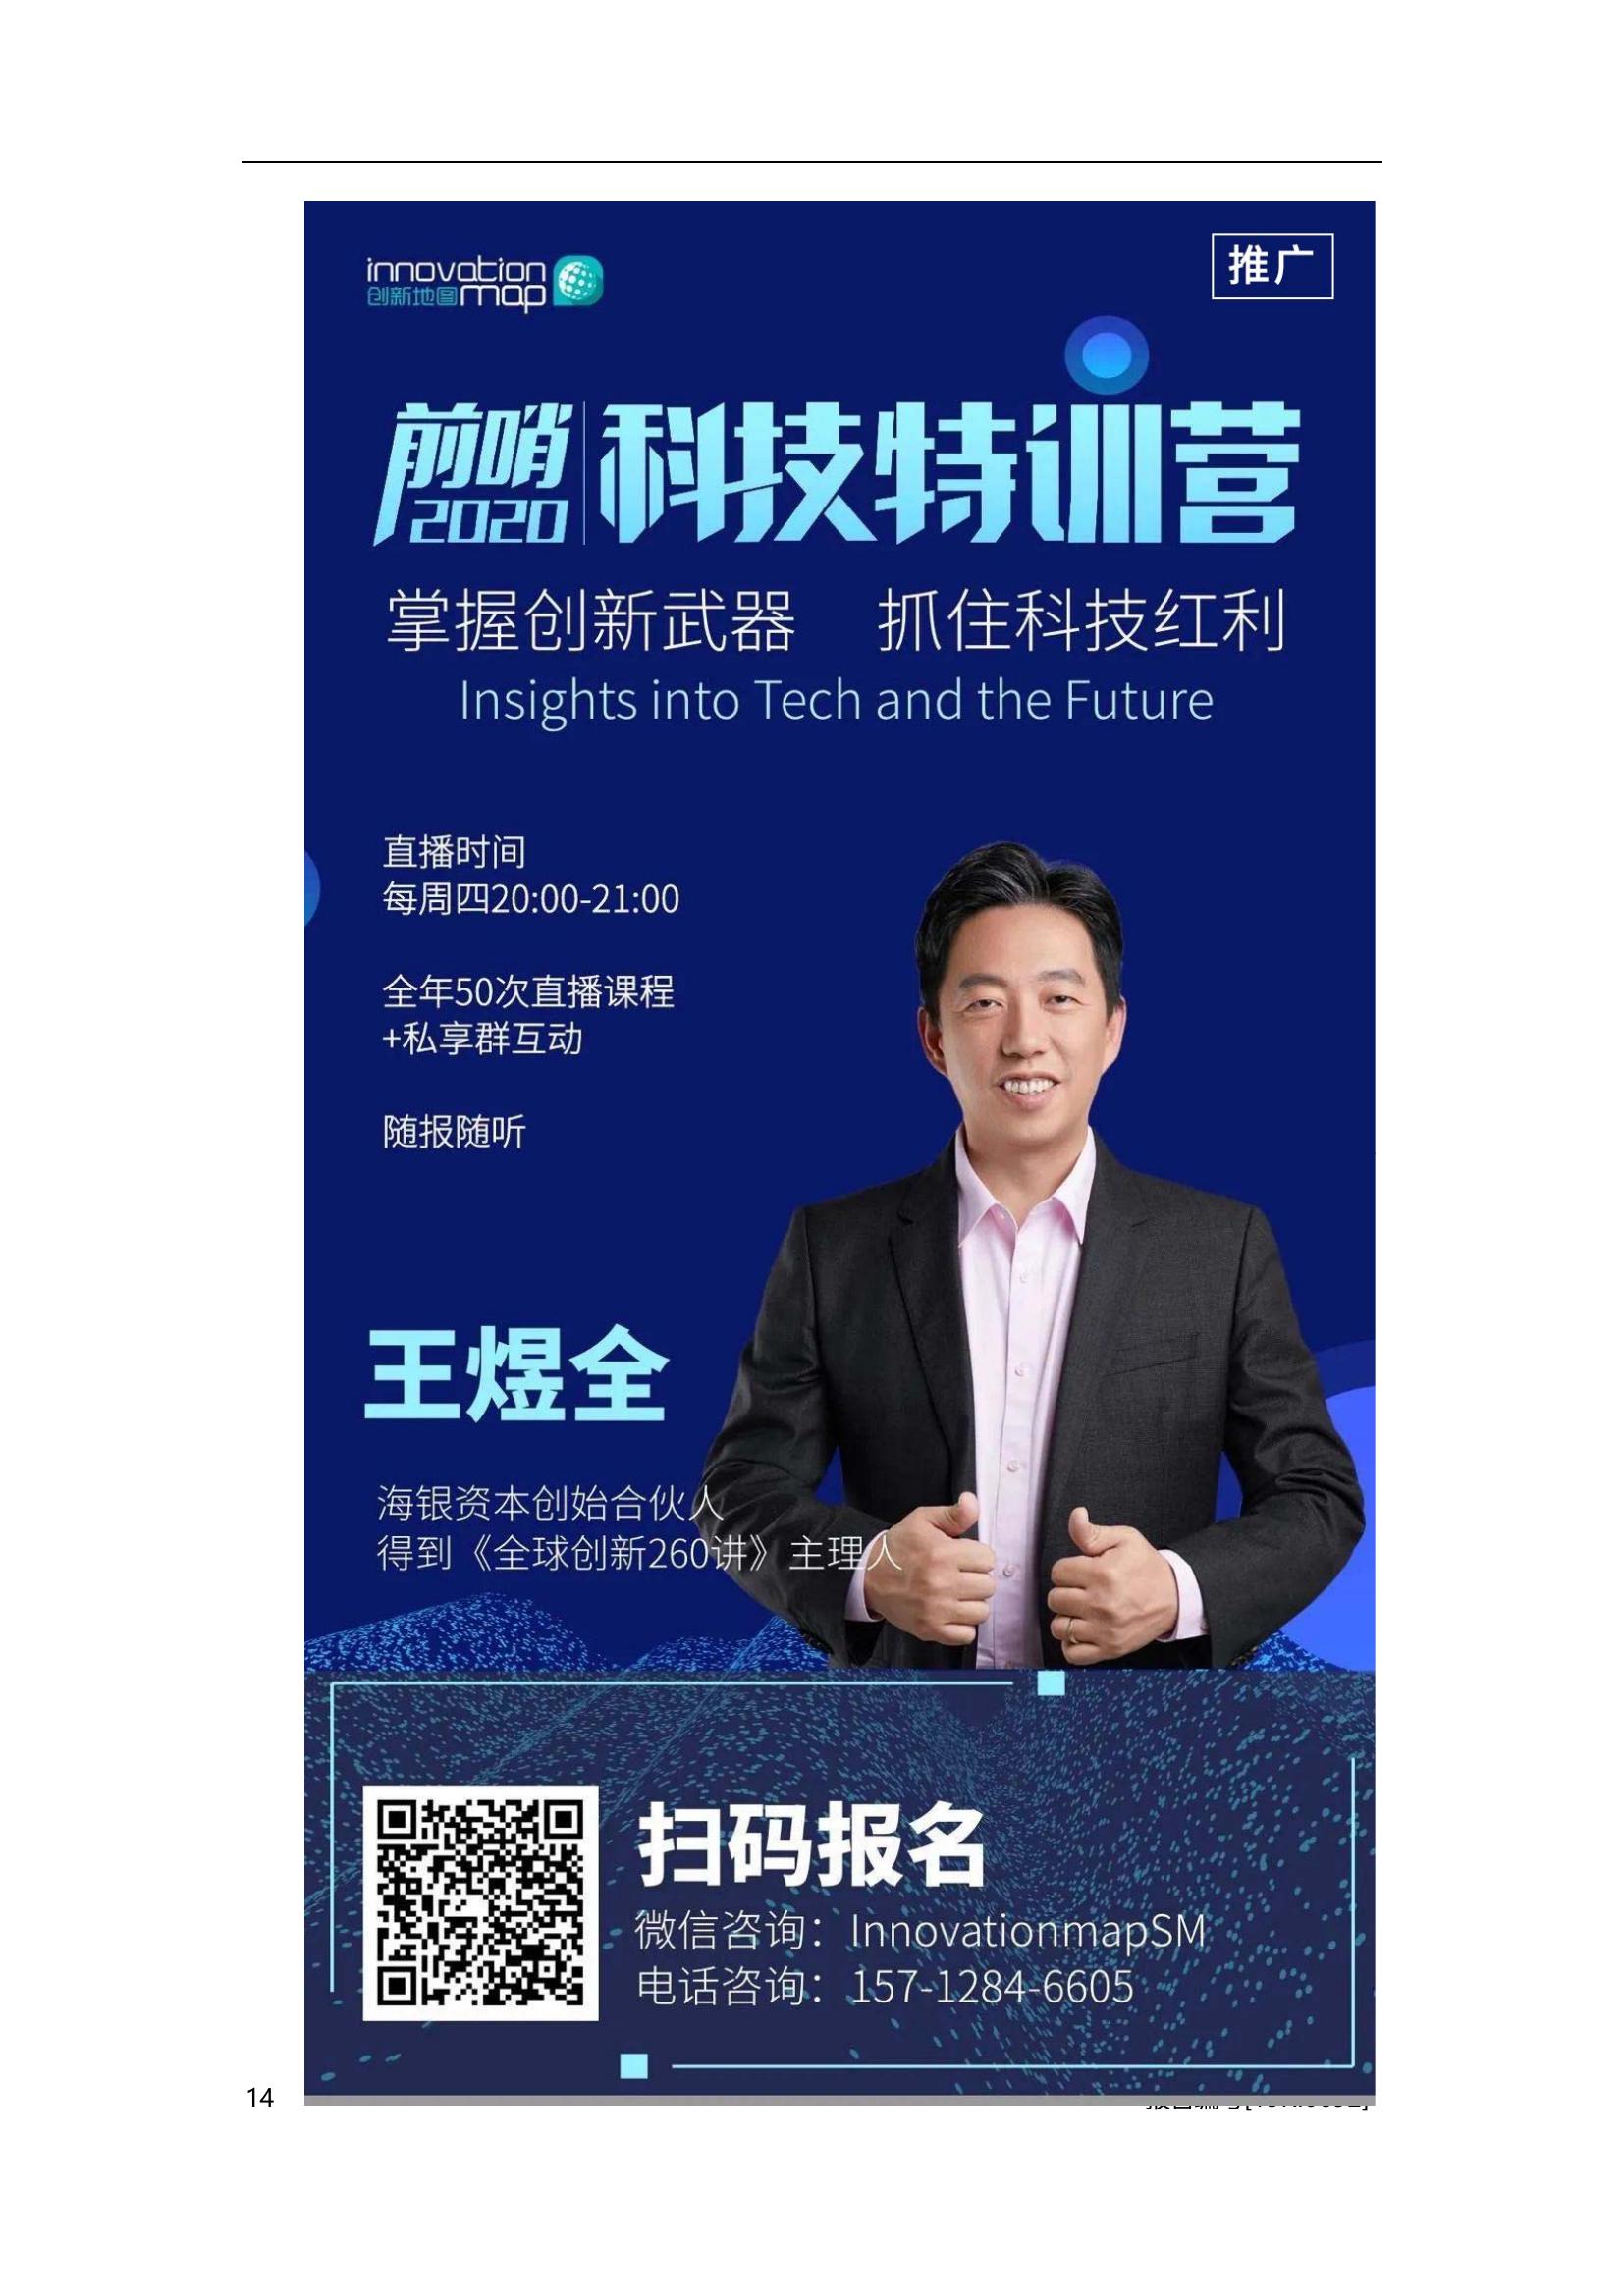 innovation
创新地图map
推广
前哨
2020
科技特训营
掌握创新武器 抓住科技红利
Insights into Tech and the Future
直播时间
每周四20:00-21:00
全年50次直播课程
+私享群互动
随报随听
王煜全
海银资本创始合伙人
得到《全球创新260讲》主理人
扫码报名
微信咨询：InnovationmapSM
电话咨询：157-1284-6605
14